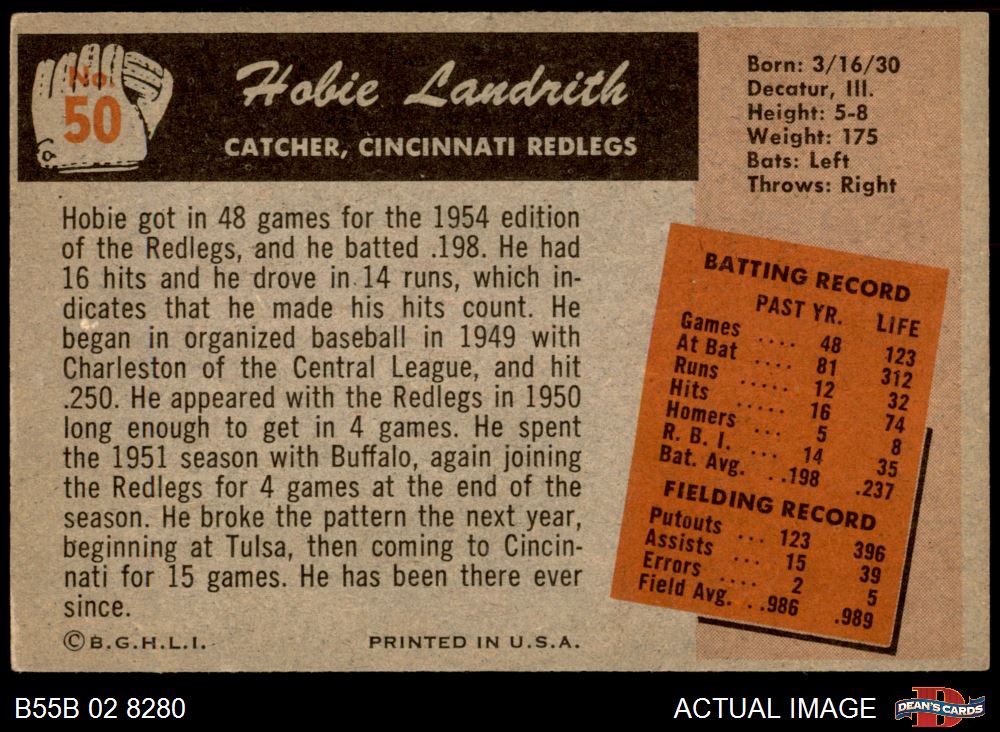 No.
50
Hobie Landrith
CATCHER, CINCINNATI REDLEGS
Born: 3/16/30
Decatur, Ill.
Height: 5-8
Weight: 175
Bats: Left
Throws: Right
Hobie got in 48 games for the 1954 edition
of the Redlegs, and he batted .198. He had
16 hits and he drove in 14 runs, which in-
dicates that he made his hits count. He
began in organized baseball in 1949 with
Charleston of the Central League, and hit
.250. He appeared with the Redlegs in 1950
long enough to get in 4 games. He spent
the 1951 season with Buffalo, again joining
the Redlegs for 4 games at the end of the
season. He broke the pattern the next year,
beginning at Tulsa, then coming to Cincin-
nati for 15 games. He has been there ever
since.
©B.G.H.L.I. PRINTED IN U.S.A.
BATTING RECORD
PAST YR. LIFE
Games .... 48 123
At Bat ..... 81 312
Runs ..... 12 32
Hits ..... 16 74
Homers ... 5 8
R. B. I. ... 14 35
Bat. Avg. ...198 .237
FIELDING RECORD
Putouts ... 123 396
Assists ... 15 39
Errors .... 2 5
Field Avg. . .986 .989
B55B 02 8280
ACTUAL IMAGE
D
DEAN'S CARDS